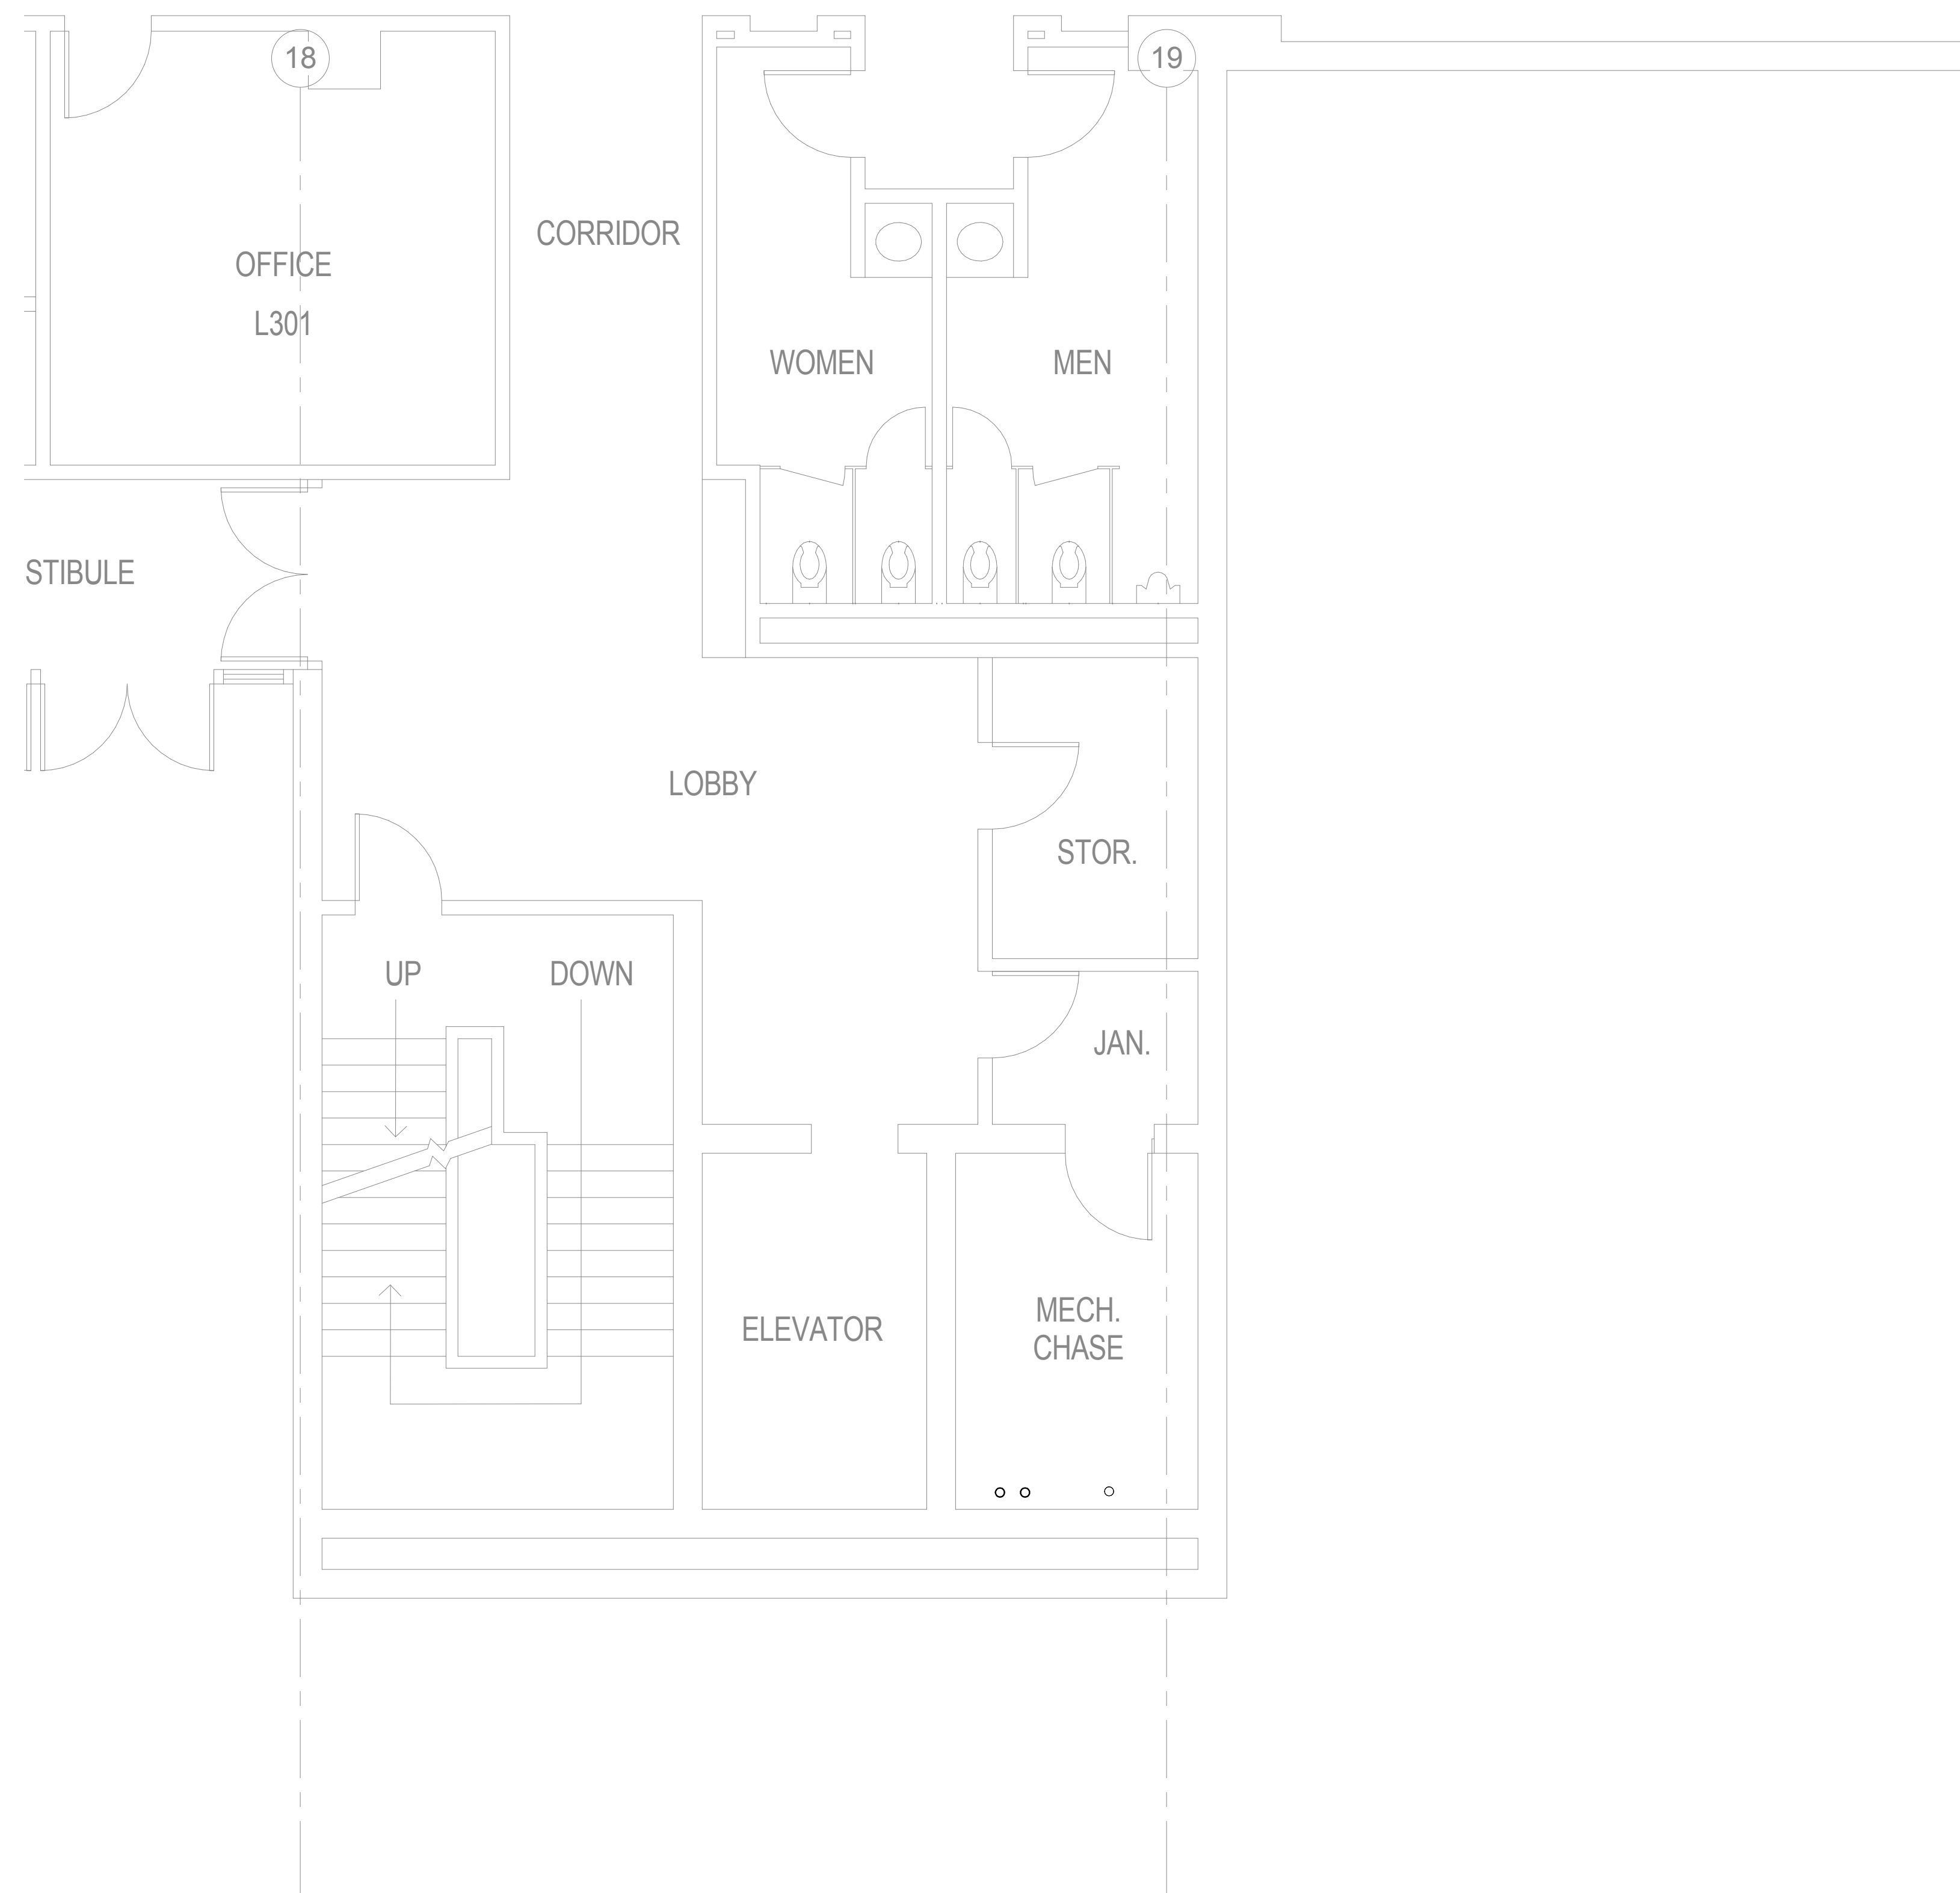 18
19
CORRIDOR
OFFICE
L301
WOMEN
MEN
STIBULE
LOBBY
STOR.
UP
DOWN
JAN.
ELEVATOR
MECH.
CHASE